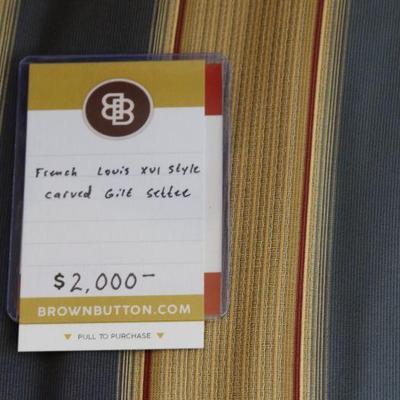 BB
French Louis XVI Style
Carved Gilt Settee
$2,000-
BROWNBUTTON.COM
PULL TO PURCHASE